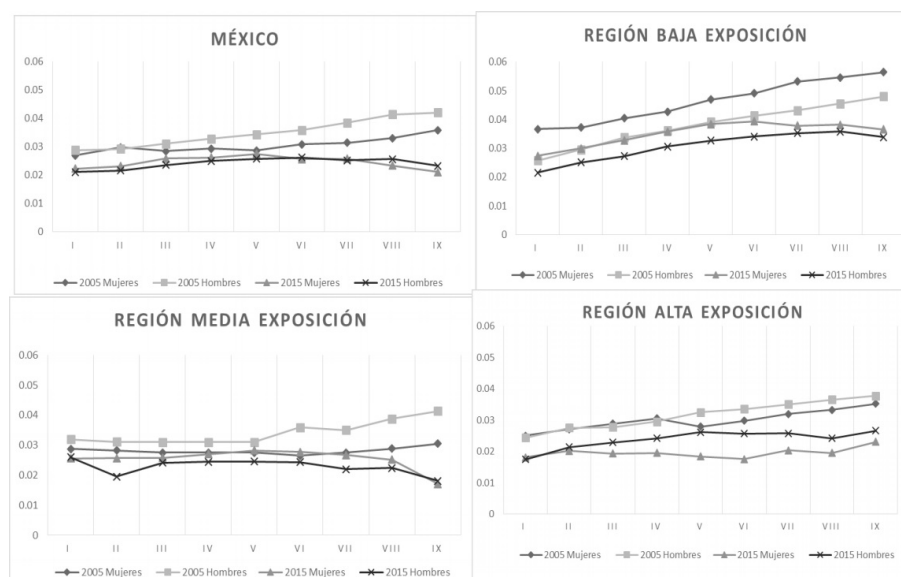 MÉXICO
0.06
0.05
0.04
0.03
0.02
0.01
0
I II III IV V VI VII VIII IX
2005 Mujeres 2005 Hombres 2015 Mujeres 2015 Hombres
REGIÓN BAJA EXPOSICIÓN
0.06
0.05
0.04
0.03
0.02
0.01
0
I II III IV V VI VII VIII IX
2005 Mujeres 2005 Hombres 2015 Mujeres 2015 Hombres
REGIÓN MEDIA EXPOSICIÓN
0.06
0.05
0.04
0.03
0.02
0.01
0
I II III IV V VI VII VIII IX
2005 Mujeres 2005 Hombres 2015 Mujeres 2015 Hombres
REGIÓN ALTA EXPOSICIÓN
0.06
0.05
0.04
0.03
0.02
0.01
0
I II III IV V VI VII VIII IX
2005 Mujeres 2005 Hombres 2015 Mujeres 2015 Hombres